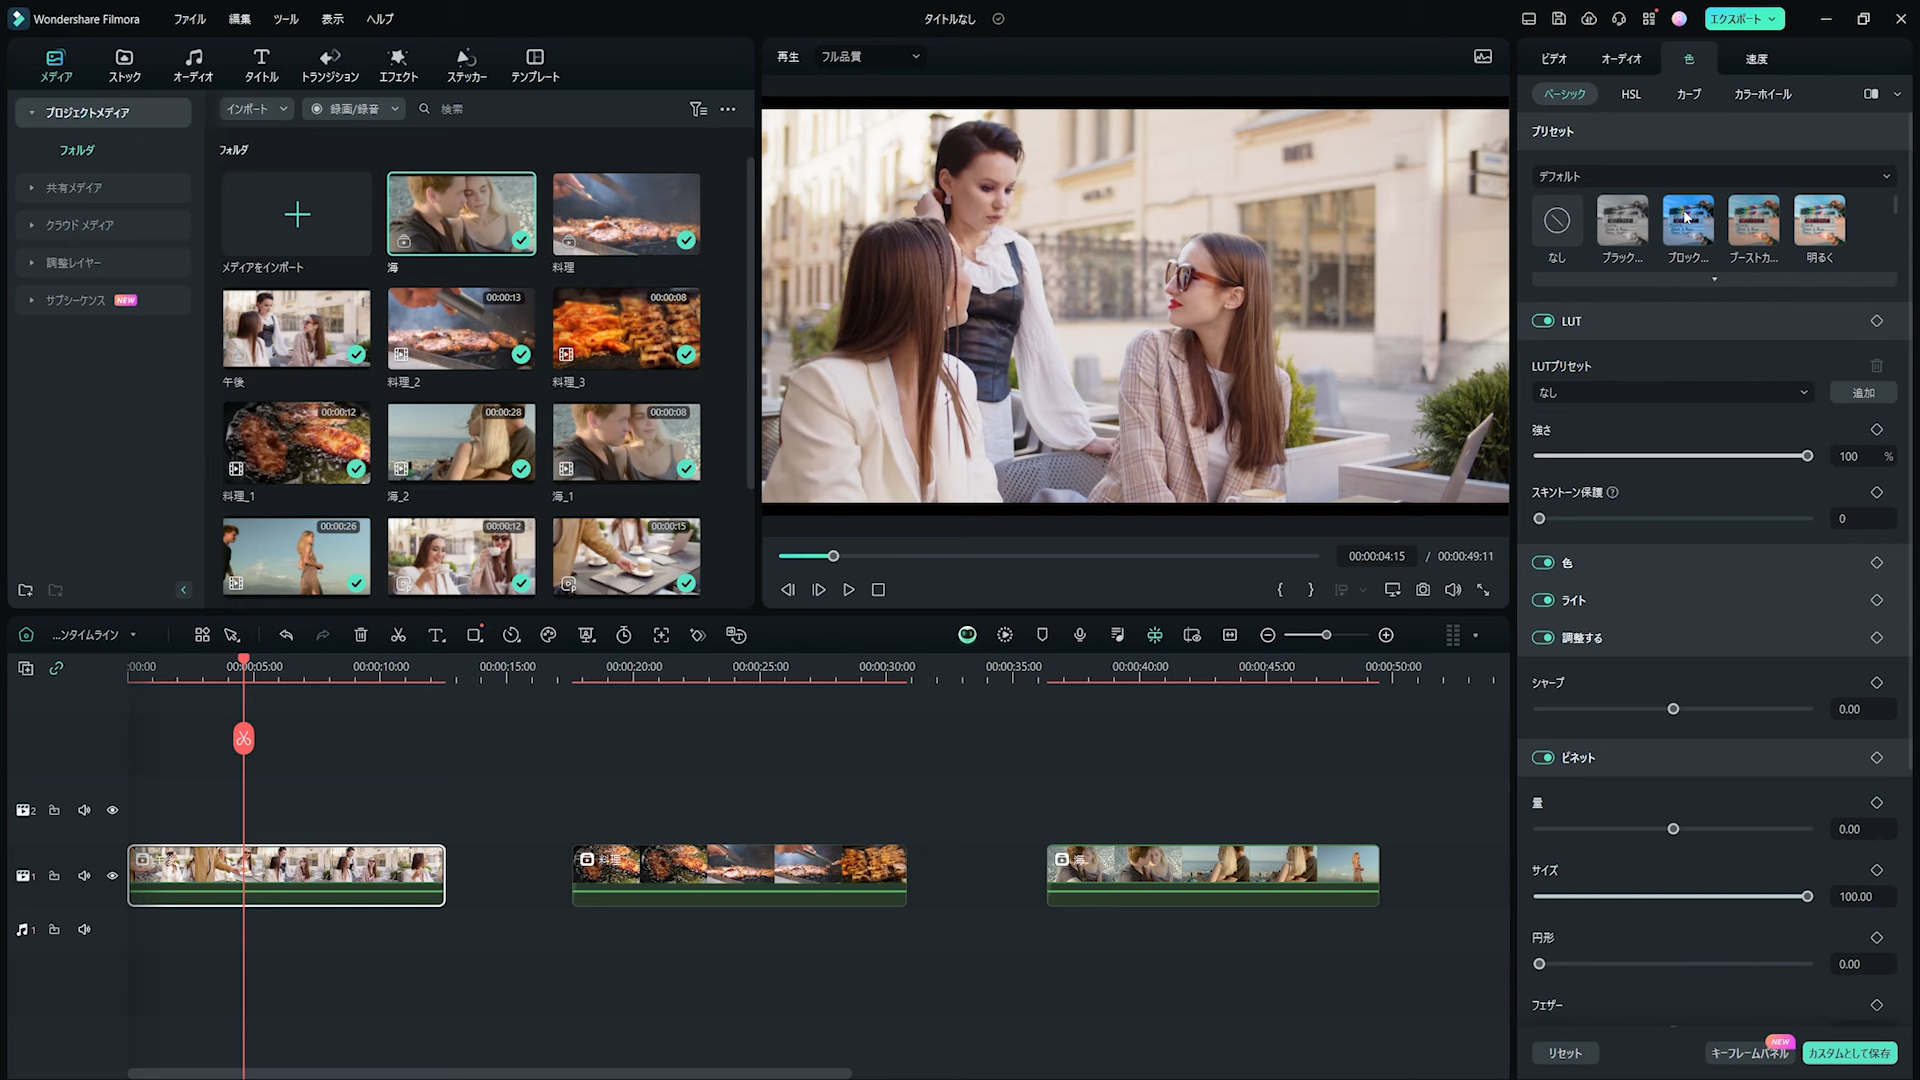 Wondershare Filmora
ファイル 編集 ツール 表示 ヘルプ
タイトルなし
エクスポート
メディア ストック オーディオ タイトル トランジション エフェクト ステッカー テンプレート
再生 フル品質
ビデオ オーディオ 色 速度
プロジェクトメディア
フォルダ
共有メディア
クラウド メディア
調整レイヤー
サブシーケンス NEW
インポート 録画/録音 検索
フォルダ
メディアをインポート 海 料理
00:00:13 00:00:08
午後 料理_2 料理_3
00:00:12 00:00:28 00:00:08
料理_1 海_2 海_1
00:00:26 00:00:12 00:00:15
00:00:04:15 / 00:00:49:11
ベーシック HSL カーブ カラーホイール
プリセット
デフォルト
なし ブラック... ブロック... ブーストカ... 明るく
LUT
LUTプリセット
なし 追加
強さ
100 %
スキントーン保護
0
色
ライト
調整する
シャープ
0.00
ビネット
量
0.00
サイズ
100.00
円形
0.00
フェザー
リセット キーフレームパネル NEW カスタムとして保存
...ンタイムライン
:00:00 00:00:05:00 00:00:10:00 00:00:15:00 00:00:20:00 00:00:25:00 00:00:30:00 00:00:35:00 00:00:40:00 00:00:45:00 00:00:50:00
2
1 午後 料理 海
1